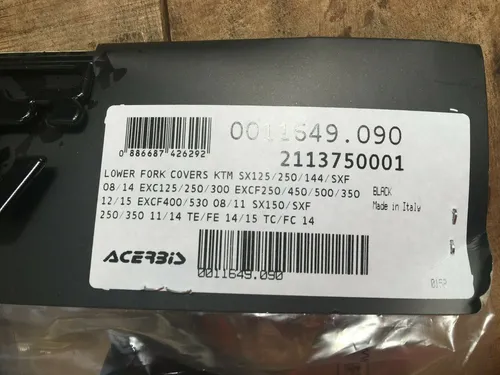 0011649.090
0 886687 426292
2113750001
LOWER FORK COVERS KTM SX125/250/144/SXF
08/14 EXC125/250/300 EXCF250/450/500/350
BLACK
12/15 EXCF400/530 08/11 SX150/SXF
Made in Italy
250/350 11/14 TE/FE 14/15 TC/FC 14
ACERBIS
0011649.090